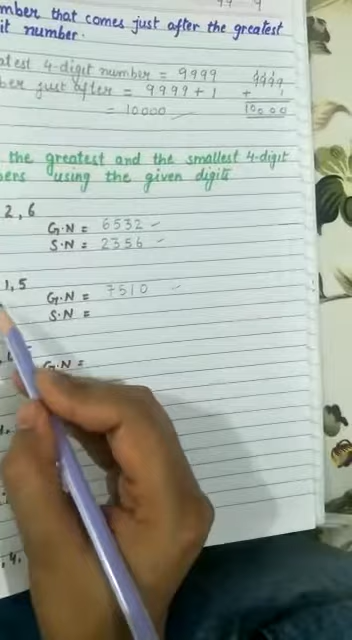 mber that comes just after the greatest
it number.
atest 4-digit number = 9999
9999
ber just after = 9999+1
+ 1
= 10000
10000
the greatest and the smallest 4-digit
bers using the given digits
2, 6
G.N = 6532
S.N = 2356
1, 5
G.N = 7510
S.N =
G.N =